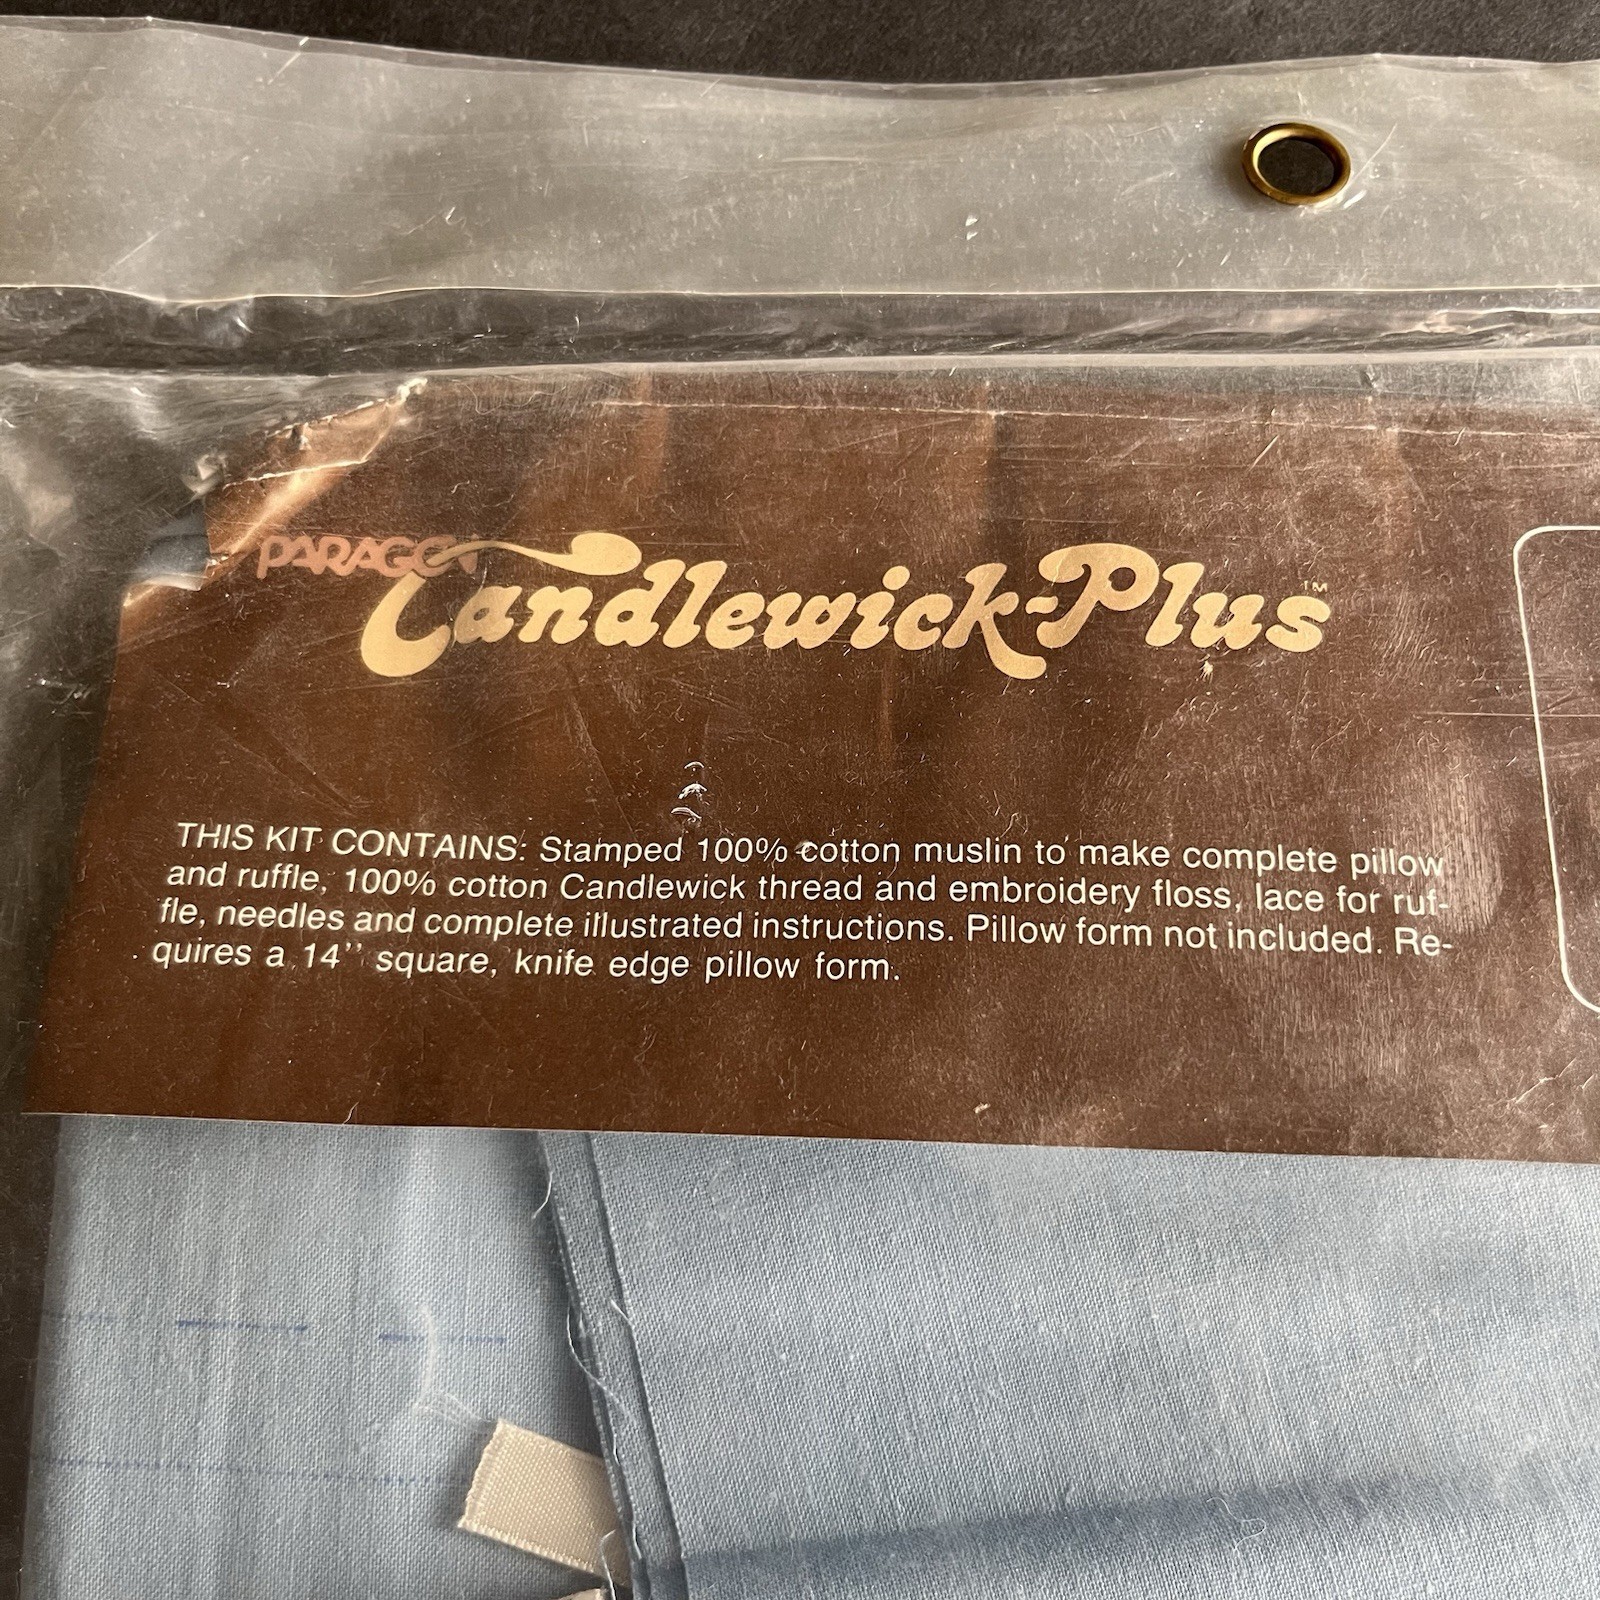 PARAGON
Candlewick-Plus™
THIS KIT CONTAINS: Stamped 100% cotton muslin to make complete pillow
and ruffle, 100% cotton Candlewick thread and embroidery floss, lace for ruf-
fle, needles and complete illustrated instructions. Pillow form not included. Re-
quires a 14’’ square, knife edge pillow form.